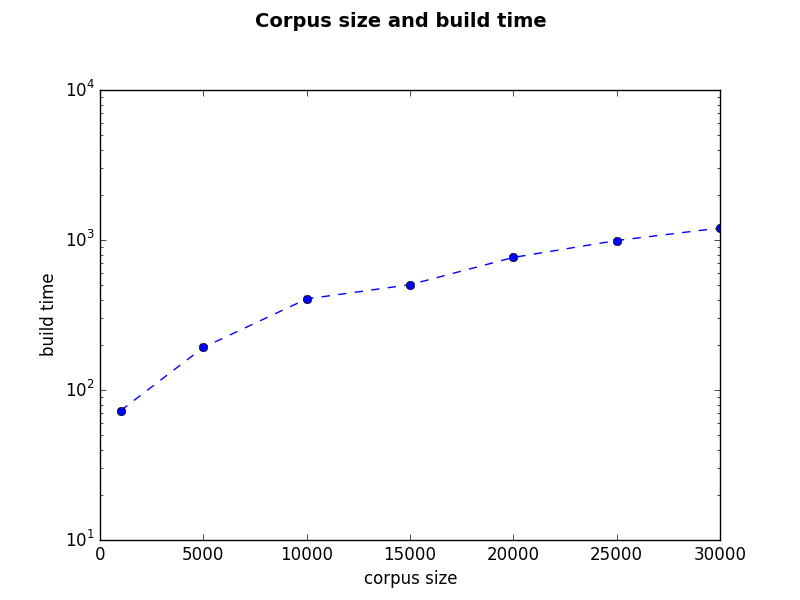 Corpus size and build time
10^4
10^3
10^2
10^1
build time
0 5000 10000 15000 20000 25000 30000
corpus size